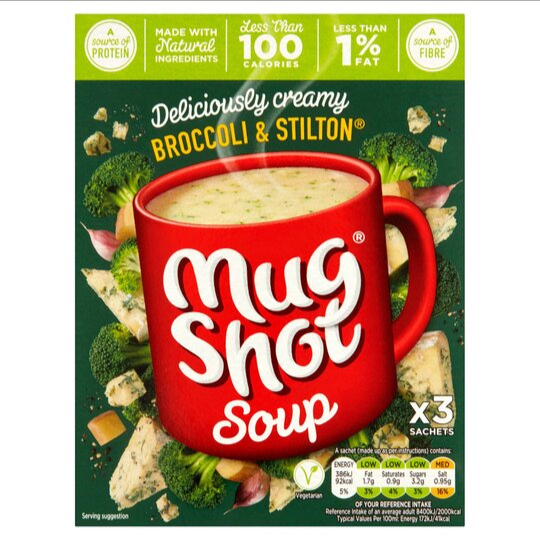 A
source of
PROTEIN
MADE WITH
Natural
INGREDIENTS
Less Than
100
CALORIES
LESS THAN
1%
FAT
A
source of
FIBRE
Deliciously creamy
BROCCOLI & STILTON®
Mug
Shot®
Soup
x3
SACHETS
A sachet (made up as per instructions) contains:
ENERGY 386kJ 92kcal 5%
LOW Fat 1.7g 3%
LOW Saturates 0.9g 4%
LOW Sugars 3.2g 3%
MED Salt 0.95g 16%
OF YOUR REFERENCE INTAKE
Reference Intake of an average adult 8400kJ/2000kcal
Typical Values Per 100ml: Energy 172kJ/41kcal
V
Vegetarian
Serving suggestion